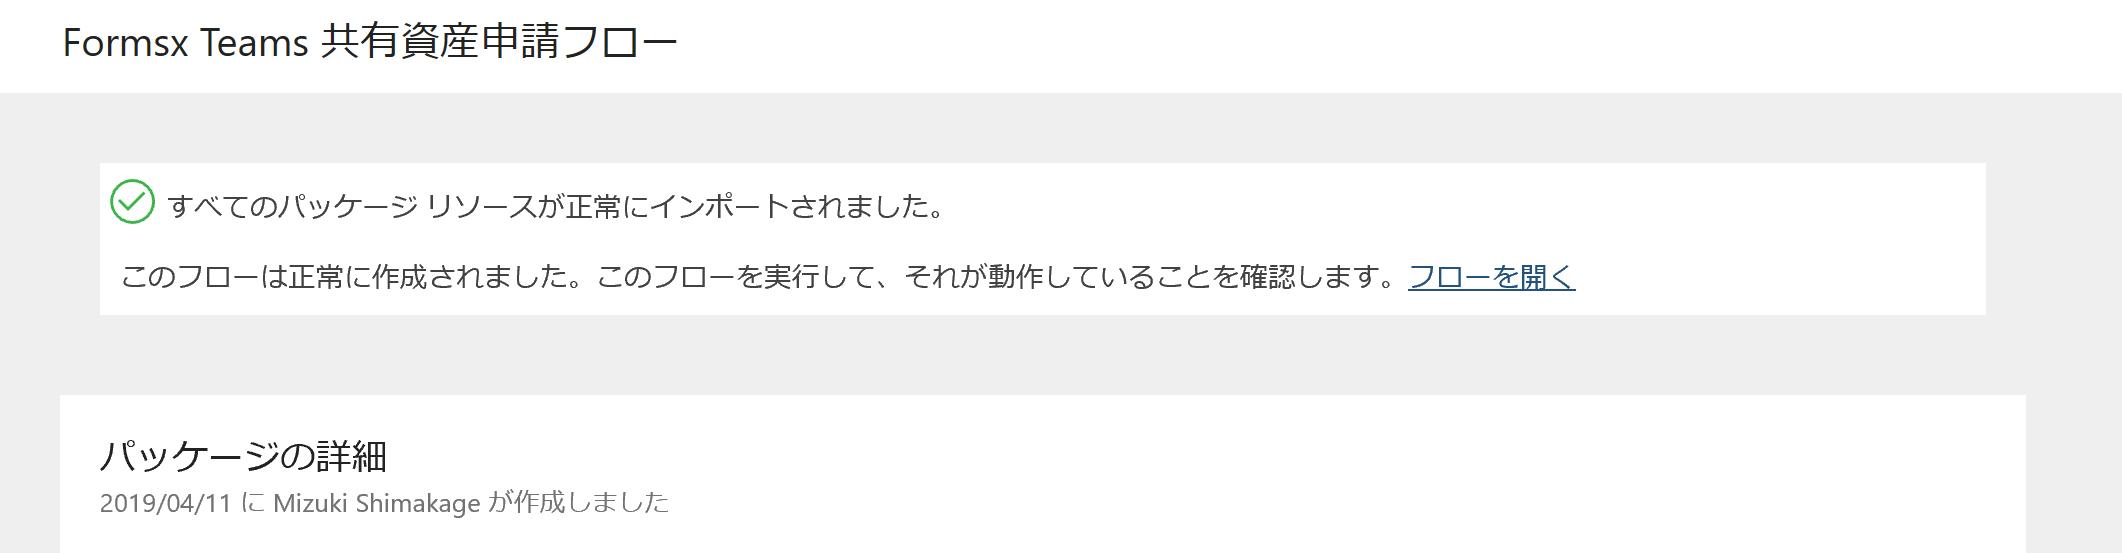 Formsx Teams 共有資産申請フロー
すべてのパッケージ リソースが正常にインポートされました。
このフローは正常に作成されました。このフローを実行して、それが動作していることを確認します。フローを開く
パッケージの詳細
2019/04/11 に Mizuki Shimakage が作成しました